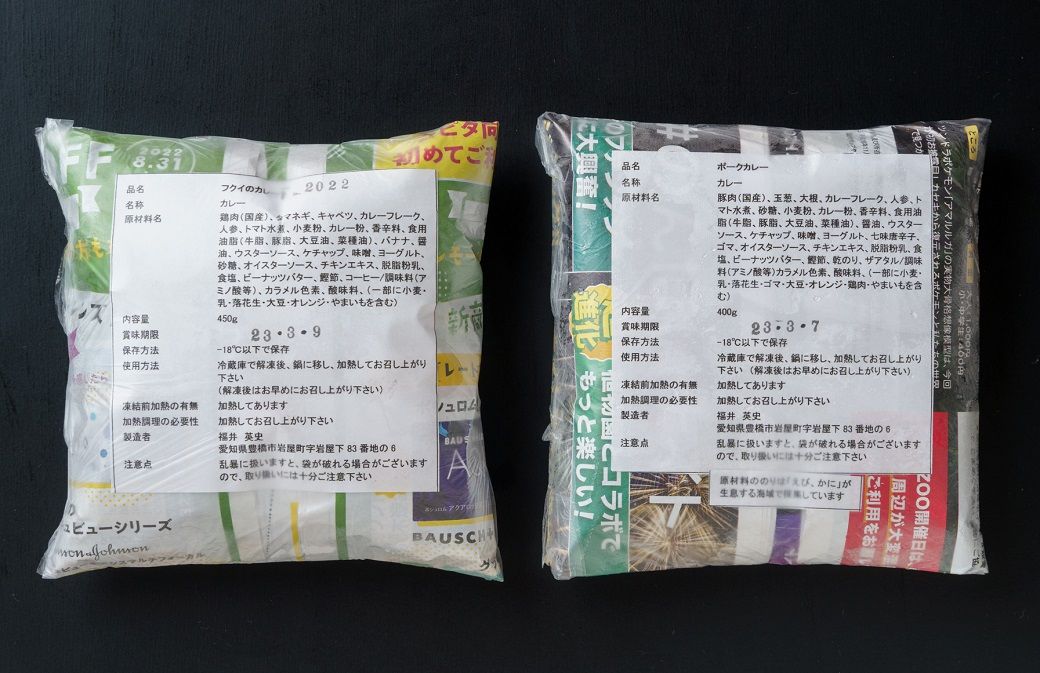 2022
8.31
初めてご
品名 フクイのカレ 2022
名称 カレー
原材料名 鶏肉(国産)、タマネギ、キャベツ、カレーフレーク、
人参、トマト水煮、小麦粉、カレー粉、香辛料、食用
油脂(牛脂、豚脂、大豆油、菜種油)、バナナ、醤
油、ウスターソース、ケチャップ、味噌、ヨーグルト、
砂糖、オイスターソース、チキンエキス、脱脂粉乳、
食塩、ピーナッツバター、鰹節、コーヒー/調味料(ア
ミノ酸等)、カラメル色素、酸味料、(一部に小麦・
乳・落花生・大豆・オレンジ・やまいもを含む)
内容量 450g
賞味期限 23・3・9
保存方法 -18℃以下で保存
使用方法 冷蔵庫で解凍後、鍋に移し、加熱してお召し上がり
下さい
(解凍後はお早めにお召し上がり下さい)
凍結前加熱の有無 加熱してあります
加熱調理の必要性 加熱してお召し上がり下さい
製造者 福井 英史
愛知県豊橋市岩屋町字岩屋下 83 番地の 6
注意点 乱暴に扱いますと、袋が破れる場合がございます
ので、取り扱いには十分ご注意下さい
ュビューシリーズ
Johnson
BAUSCH+
品名 ポークカレー
名称 カレー
原材料名 豚肉(国産)、玉葱、大根、カレーフレーク、人参、ト
マト水煮、砂糖、小麦粉、カレー粉、香辛料、食用油
脂(牛脂、豚脂、大豆油、菜種油)、醤油、ウスター
ソース、ケチャップ、味噌、ヨーグルト、七味唐辛子、
ゴマ、オイスターソース、チキンエキス、脱脂粉乳、食
塩、ピーナッツバター、鰹節、乾のり、ザアタル/調味
料(アミノ酸等)カラメル色素、酸味料、(一部に小麦・
乳・落花生・ゴマ・大豆・オレンジ・鶏肉・やまいもを含
む)
内容量 400g
賞味期限 23・3・7
保存方法 -18℃以下で保存
使用方法 冷蔵庫で解凍後、鍋に移し、加熱してお召し上がり
下さい (解凍後はお早めにお召し上がり下さい)
凍結前加熱の有無 加熱してあります
加熱調理の必要性 加熱してお召し上がり下さい
製造者 福井 英史
愛知県豊橋市岩屋町字岩屋下 83 番地の 6
注意点 乱暴に扱いますと、袋が破れる場合がございます
ので、取り扱いには十分ご注意下さい
原材料ののりは「えび、かに」が
生息する海域で採集しています
に大興奮!
進化
植物園とコラボで
もっと楽しい!
ZOO開催日は、
周辺が大変
ご利用をお